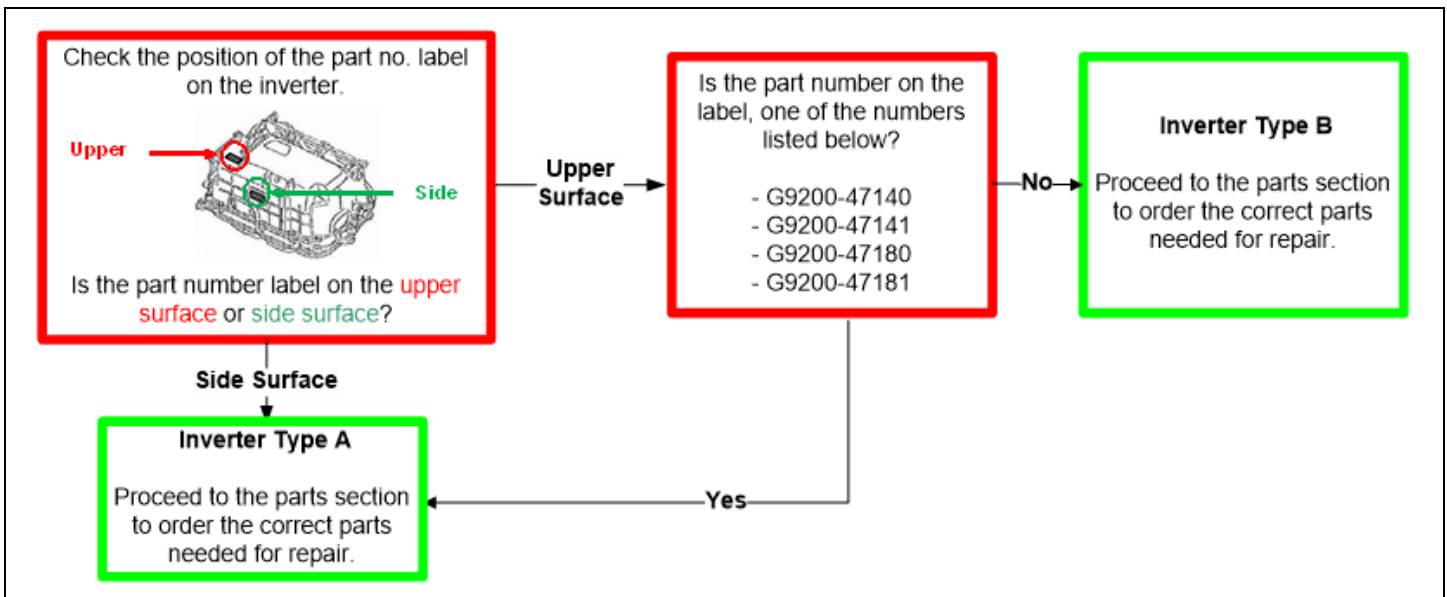 Check the position of the part no. label
on the inverter.
Upper
Side
Is the part number label on the upper
surface or side surface?
Upper
Surface
Is the part number on the
label, one of the numbers
listed below?
- G9200-47140
- G9200-47141
- G9200-47180
- G9200-47181
No
Inverter Type B
Proceed to the parts section
to order the correct parts
needed for repair.
Side Surface
Inverter Type A
Proceed to the parts section
to order the correct parts
needed for repair.
Yes